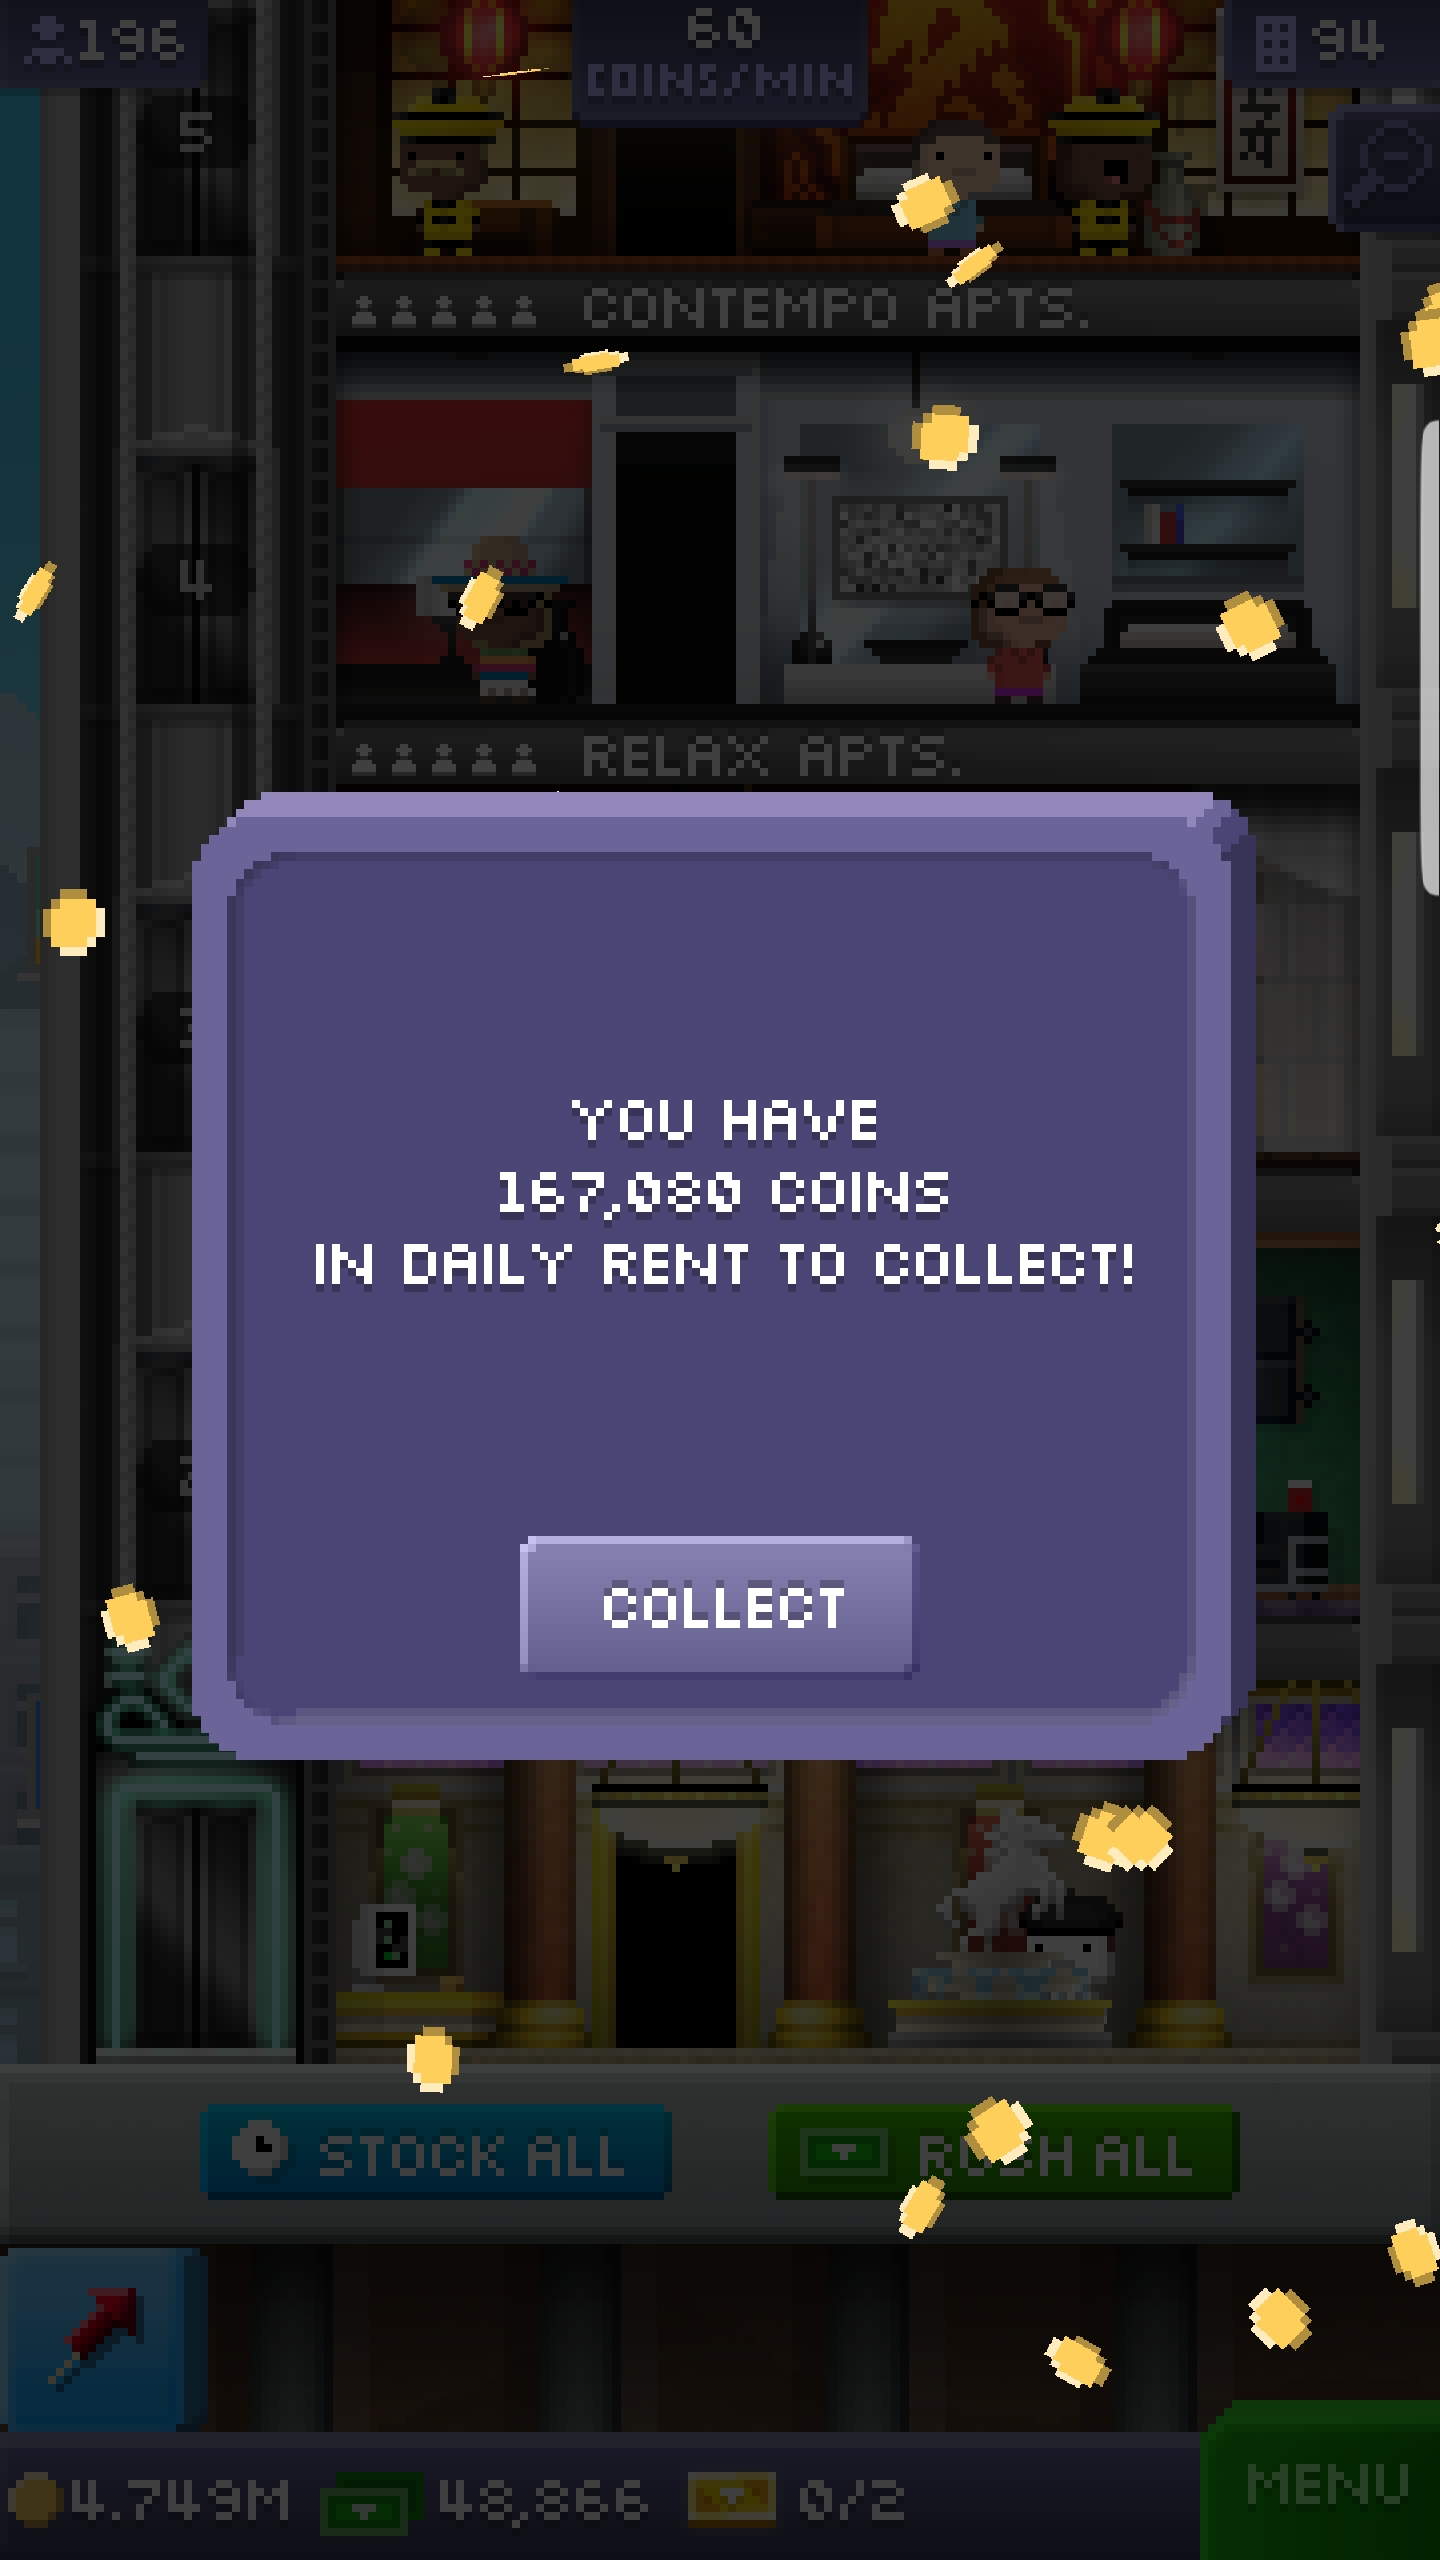 196
60
COINS/MIN
94
5
CONTEMPO APTS.
4
RELAX APTS.
YOU HAVE
167,080 COINS
IN DAILY RENT TO COLLECT!
COLLECT
STOCK ALL
RUSH ALL
4.749M
48,866
0/2
MENU